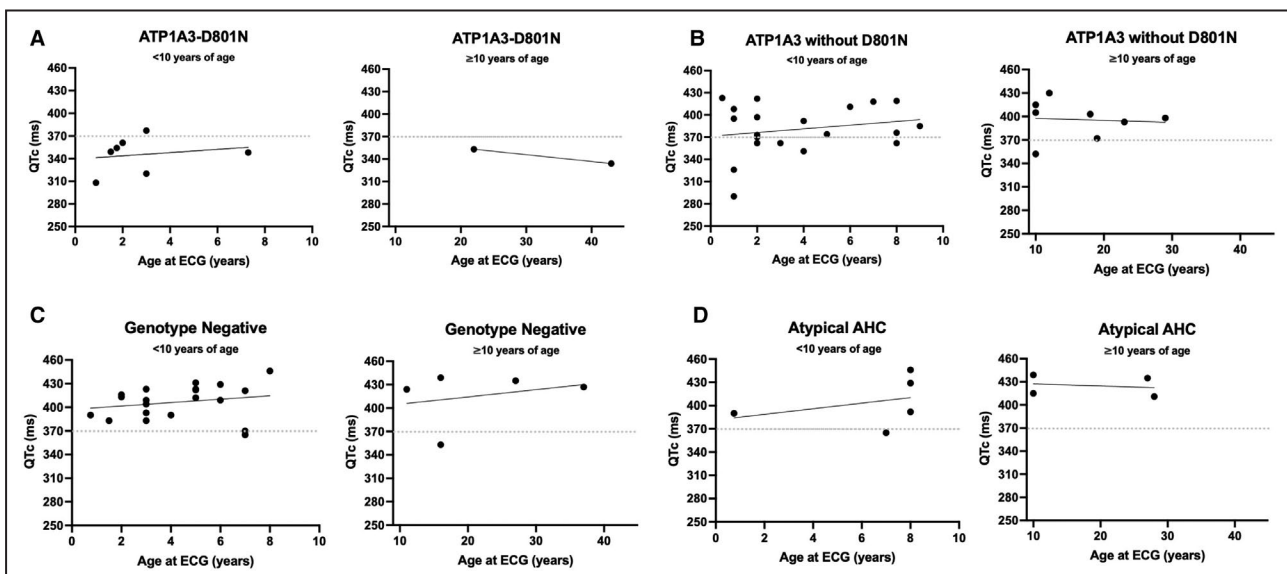 A
ATP1A3-D801N
<10 years of age
QTc (ms)
460
430
400
370
340
310
280
250
0 2 4 6 8 10
Age at ECG (years)
ATP1A3-D801N
≥10 years of age
QTc (ms)
460
430
400
370
340
310
280
250
10 20 30 40
Age at ECG (years)
B
ATP1A3 without D801N
<10 years of age
QTc (ms)
460
430
400
370
340
310
280
250
0 2 4 6 8 10
Age at ECG (years)
ATP1A3 without D801N
≥10 years of age
QTc (ms)
460
430
400
370
340
310
280
250
10 20 30 40
Age at ECG (years)
C
Genotype Negative
<10 years of age
QTc (ms)
460
430
400
370
340
310
280
250
0 2 4 6 8 10
Age at ECG (years)
Genotype Negative
≥10 years of age
QTc (ms)
460
430
400
370
340
310
280
250
10 20 30 40
Age at ECG (years)
D
Atypical AHC
<10 years of age
QTc (ms)
460
430
400
370
340
310
280
250
0 2 4 6 8 10
Age at ECG (years)
Atypical AHC
≥10 years of age
QTc (ms)
460
430
400
370
340
310
280
250
10 20 30 40
Age at ECG (years)